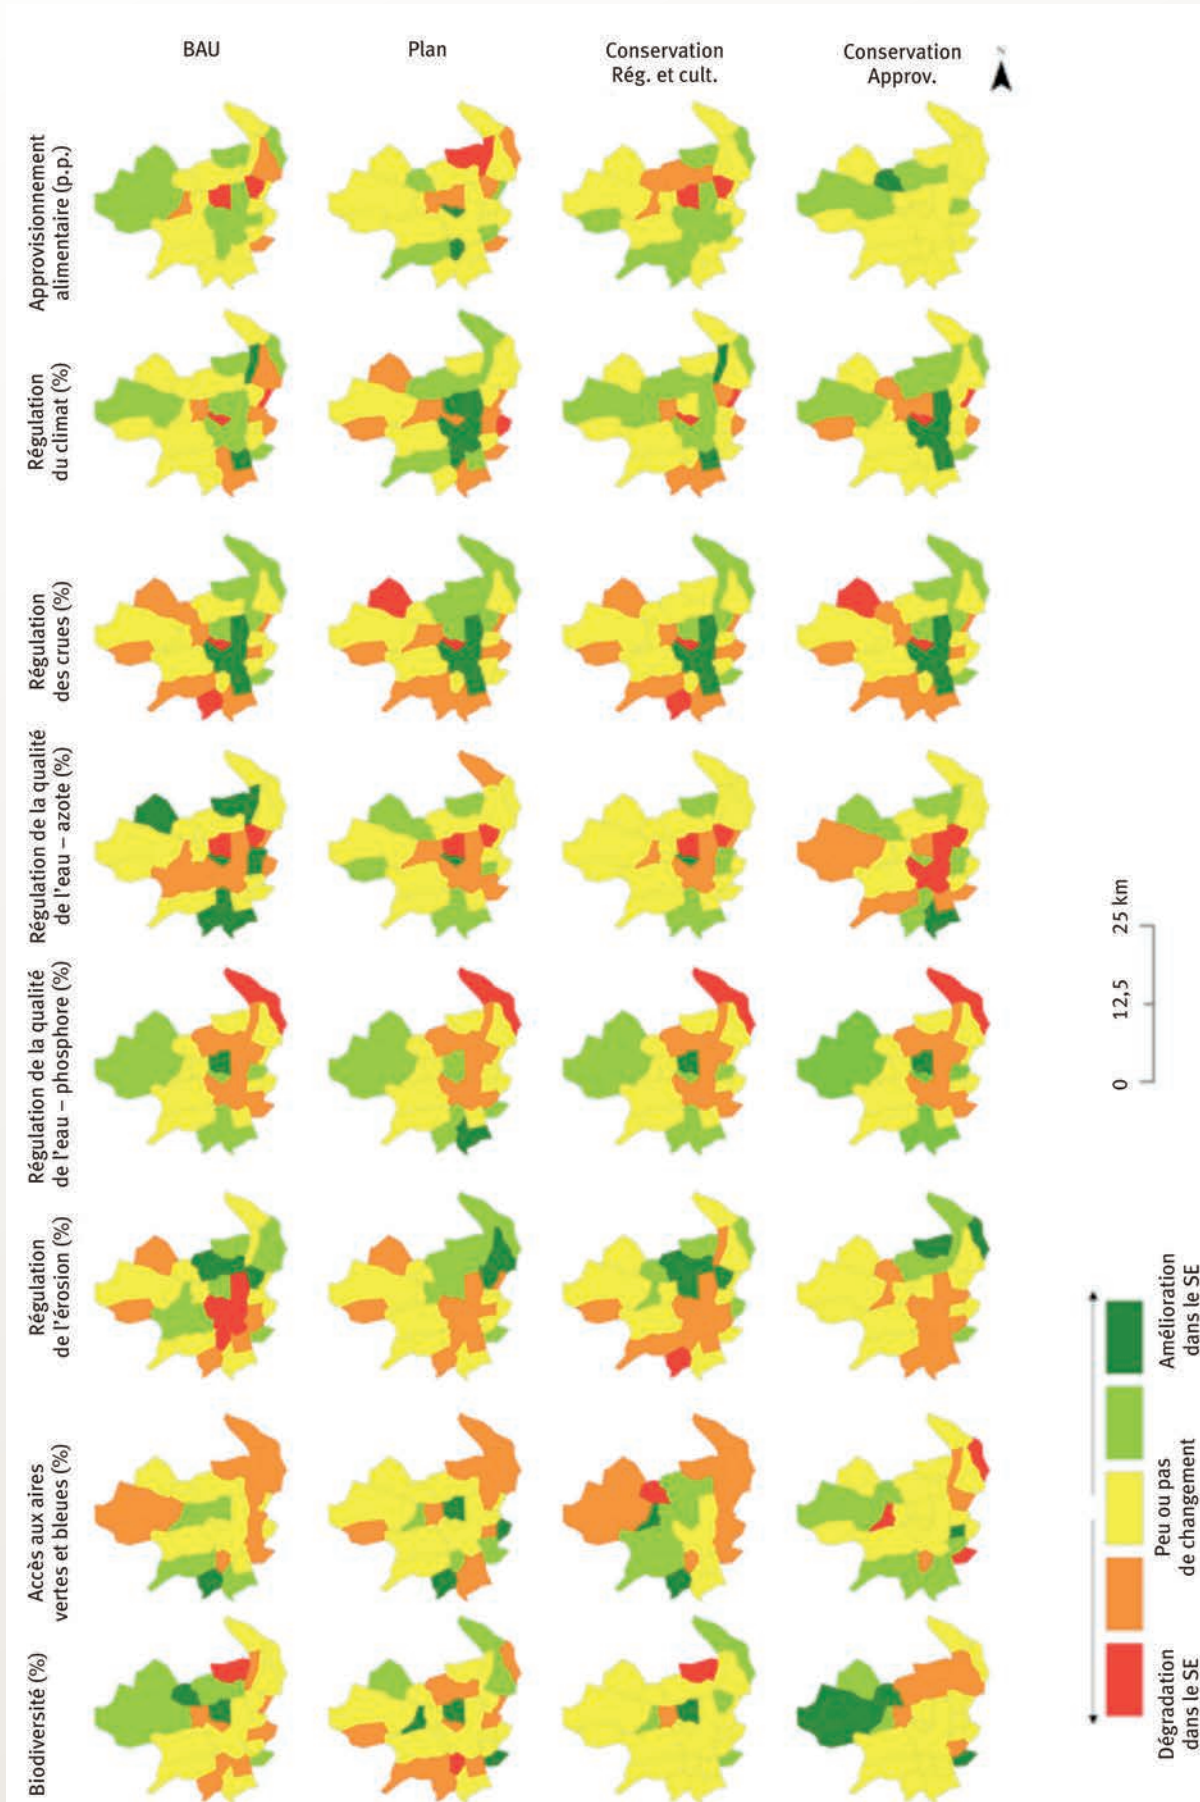 BAU
Plan
Conservation
Rég. et cult.
Conservation
Approv.
N
Approvisionnement
alimentaire (p.p.)
Régulation
du climat (%)
Régulation
des crues (%)
Régulation de la qualité
de l'eau – azote (%)
Régulation de la qualité
de l'eau – phosphore (%)
Régulation
de l'érosion (%)
Accès aux aires
vertes et bleues (%)
Biodiversité (%)
0 12,5 25 km
Dégradation
dans le SE
Peu ou pas
de changement
Amélioration
dans le SE